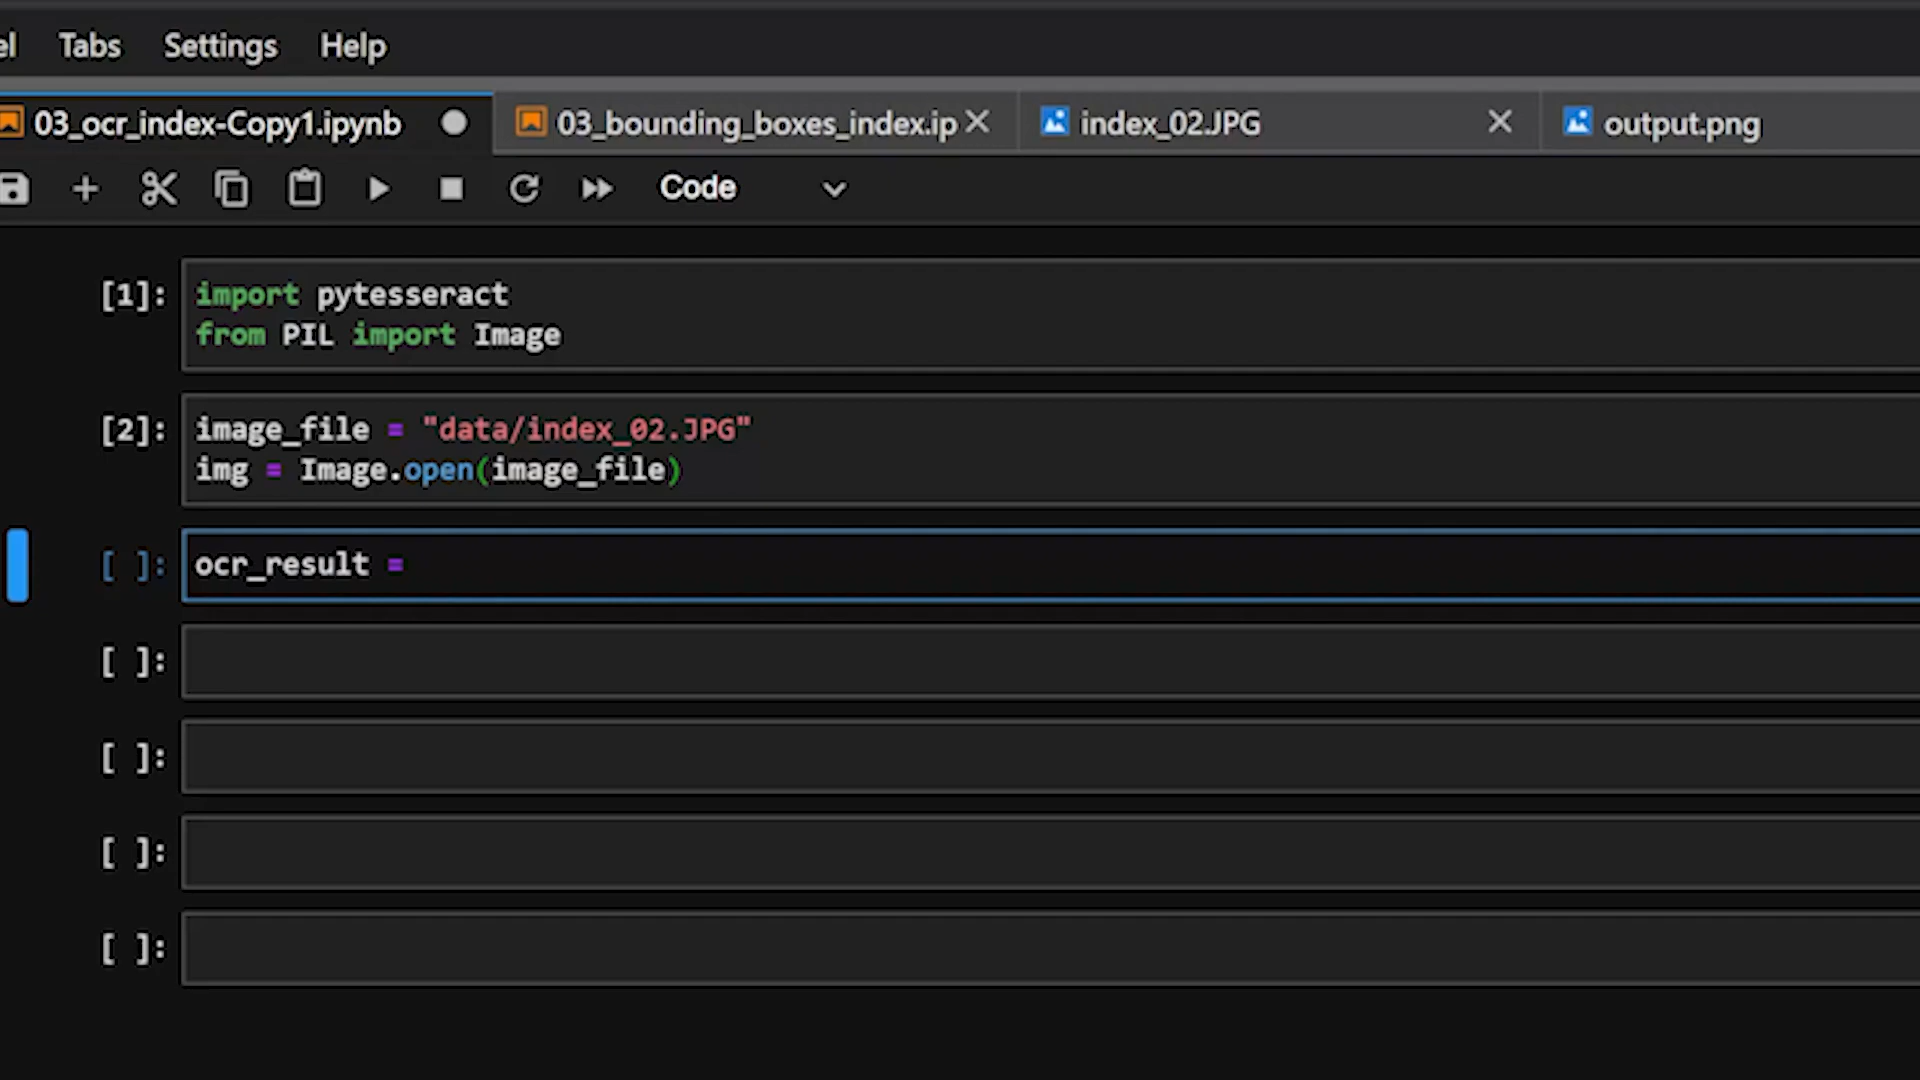 el Tabs Settings Help
03_ocr_index-Copy1.ipynb 03_bounding_boxes_index.ip index_02.JPG output.png
Code
[1]: import pytesseract
from PIL import Image
[2]: image_file = "data/index_02.JPG"
img = Image.open(image_file)
[ ]: ocr_result =
[ ]:
[ ]:
[ ]:
[ ]: